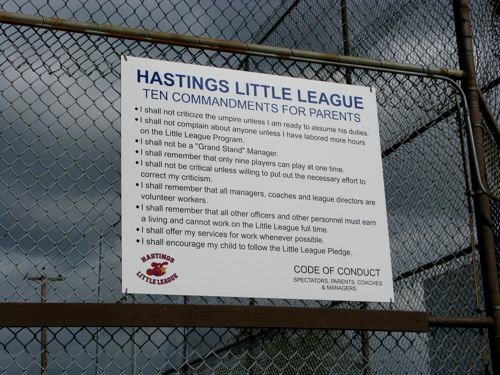 HASTINGS LITTLE LEAGUE
TEN COMMANDMENTS FOR PARENTS
• I shall not criticize the umpire unless I am ready to assume his duties.
• I shall not complain about anyone unless I have labored more hours
on the Little League Program.
• I shall not be a "Grand Stand" Manager.
• I shall remember that only nine players can play at one time.
• I shall not be critical unless willing to put out the necessary effort to
correct my criticism.
• I shall remember that all managers, coaches and league directors are
volunteer workers.
• I shall remember that all other officers and other personnel must earn
a living and cannot work on the Little League full time.
• I shall offer my services for work whenever possible.
• I shall encourage my child to follow the Little League Pledge.
HASTINGS
LITTLE LEAGUE
CODE OF CONDUCT
SPECTATORS, PARENTS, COACHES
& MANAGERS